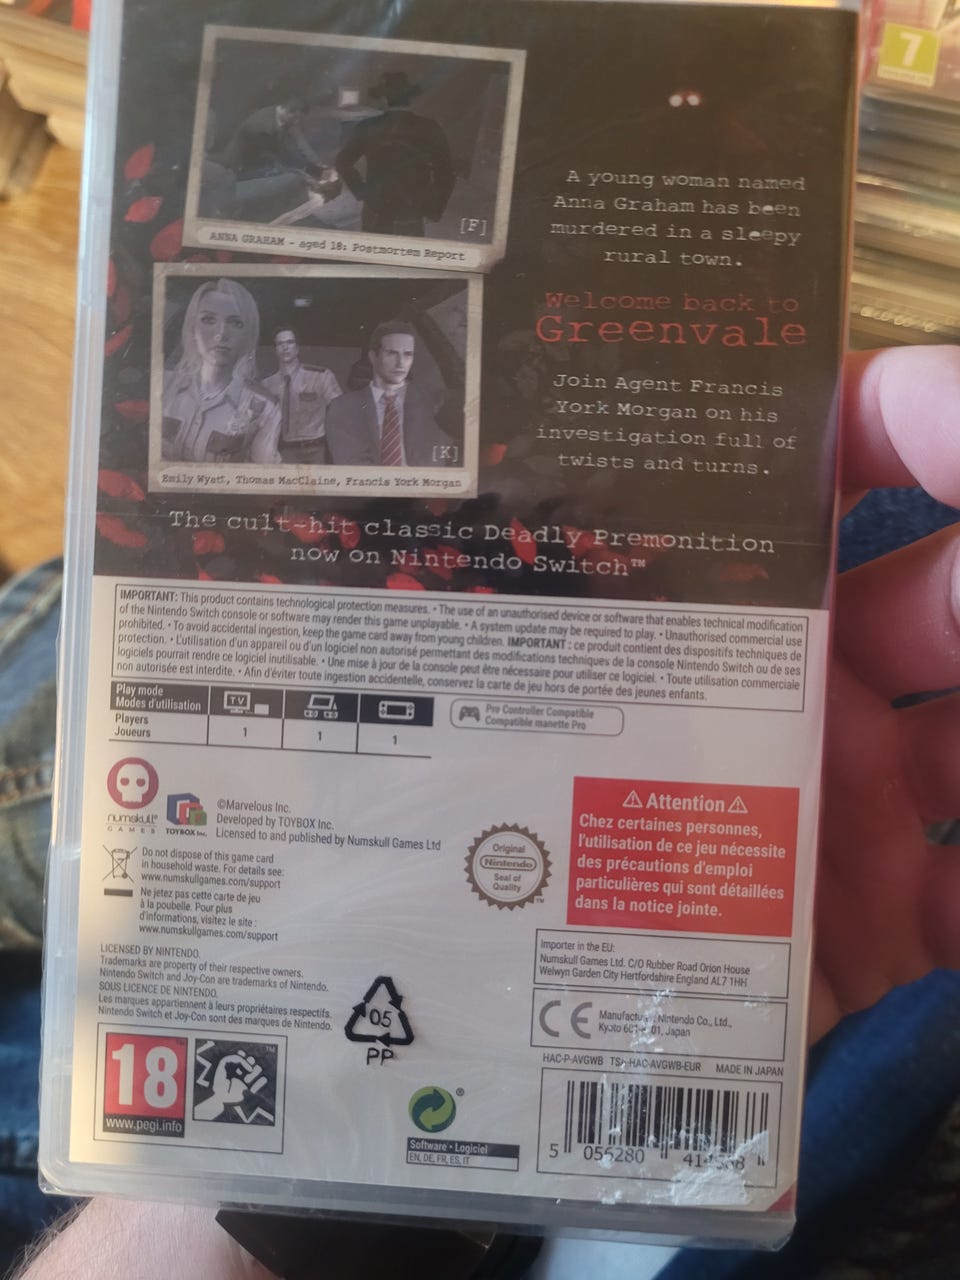 7
[F]
ANNA GRAHAM - aged 18: Postmortem Report
[K]
Emily Wyatt, Thomas MacClaine, Francis York Morgan
A young woman named
Anna Graham has been
murdered in a sleepy
rural town.
Welcome back to
Greenvale
Join Agent Francis
York Morgan on his
investigation full of
twists and turns.
The cult-hit classic Deadly Premonition
now on Nintendo Switch™
IMPORTANT: This product contains technological protection measures. • The use of an unauthorised device or software that enables technical modification
of the Nintendo Switch console or software may render this game unplayable. • A system update may be required to play. • Unauthorised commercial use
prohibited. • To avoid accidental ingestion, keep the game card away from young children. IMPORTANT : ce produit contient des dispositifs techniques de
protection. • L'utilisation d'un appareil ou d'un logiciel non autorisé permettant des modifications techniques de la console Nintendo Switch ou de ses
logiciels pourrait rendre ce logiciel inutilisable. • Une mise à jour de la console peut être nécessaire pour utiliser ce logiciel. • Toute utilisation commerciale
non autorisée est interdite. • Afin d'éviter toute ingestion accidentelle, conservez la carte de jeu hors de portée des jeunes enfants.
Play mode
Modes d'utilisation
TV
Players
Joueurs
1
1
1
Pro Controller Compatible
Compatible manette Pro
numskull®
GAMES
TOYBOX Inc.
©Marvelous Inc.
Developed by TOYBOX Inc.
Licensed to and published by Numskull Games Ltd
Do not dispose of this game card
in household waste. For details see:
www.numskullgames.com/support
Ne jetez pas cette carte de jeu
à la poubelle. Pour plus
d'informations, visitez le site :
www.numskullgames.com/support
Original
Nintendo
Seal of
Quality
™
⚠ Attention ⚠
Chez certaines personnes,
l'utilisation de ce jeu nécessite
des précautions d'emploi
particulières qui sont détaillées
dans la notice jointe.
LICENSED BY NINTENDO.
Trademarks are property of their respective owners.
Nintendo Switch and Joy-Con are trademarks of Nintendo.
SOUS LICENCE DE NINTENDO.
Les marques appartiennent à leurs propriétaires respectifs.
Nintendo Switch et Joy-Con sont des marques de Nintendo.
Importer in the EU:
Numskull Games Ltd. C/O Rubber Road Orion House
Welwyn Garden City Hertfordshire England AL7 1HH
CE
Nintendo Co., Ltd.,
Kyoto Japan
05
PP
18
www.pegi.info
®
Software • Logiciel
EN, DE, FR, ES, IT
HAC-P-AVGWB TSA-HAC-AVGWB-EUR MADE IN JAPAN
5 056280